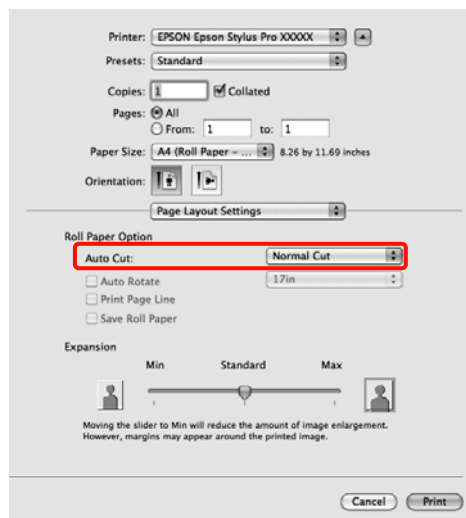 Printer: EPSON Epson Stylus Pro XXXXX
Presets: Standard
Copies: 1 Collated
Pages: All
From: 1 to: 1
Paper Size: A4 (Roll Paper – ... 8.26 by 11.69 inches
Orientation:
Page Layout Settings
Roll Paper Option
Auto Cut: Normal Cut
Auto Rotate 17in
Print Page Line
Save Roll Paper
Expansion
Min Standard Max
Moving the slider to Min will reduce the amount of image enlargement.
However, margins may appear around the printed image.
Cancel Print